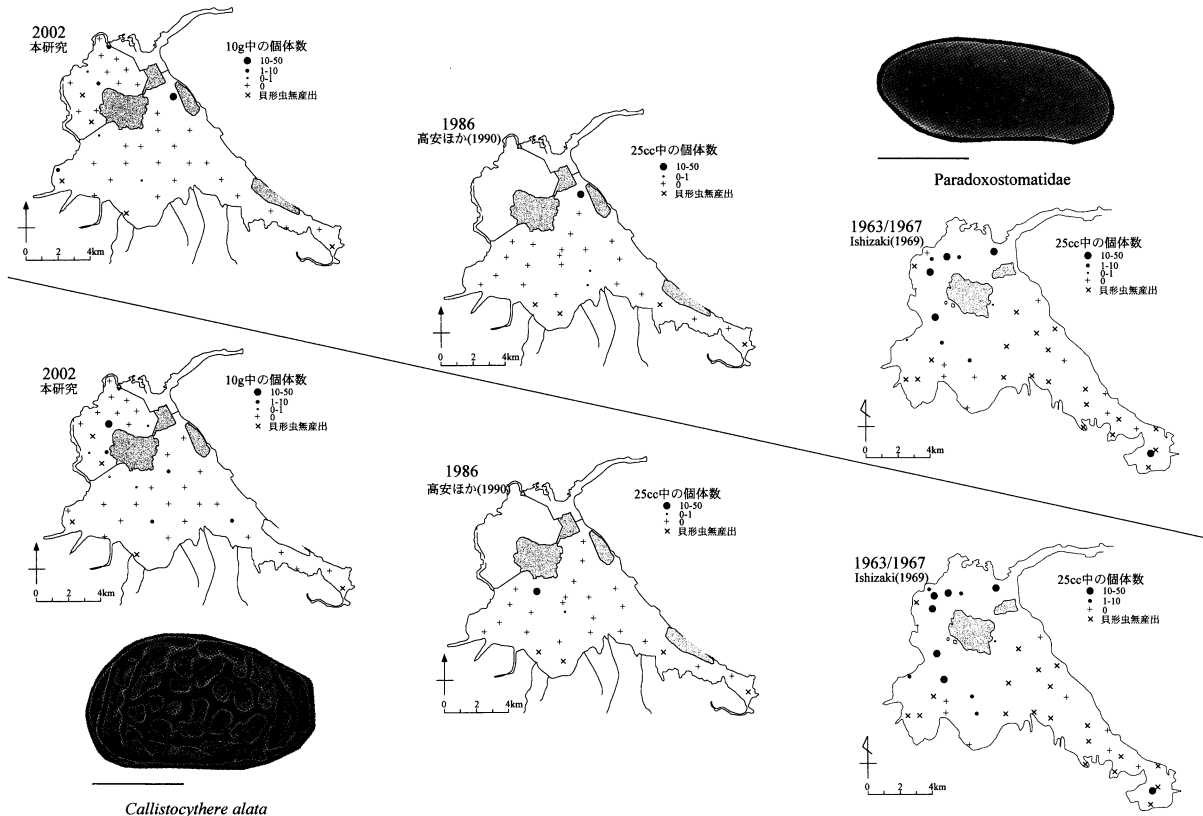 2002
本研究
10g中の個体数
10-50
1-10
0-1
0
貝形虫無産出
0 2 4km
1986
高安ほか(1990)
25cc中の個体数
10-50
0-1
0
貝形虫無産出
0 2 4km
Paradoxostomatidae
1963/1967
Ishizaki(1969)
25cc中の個体数
10-50
1-10
0-1
貝形虫無産出
0 2 4km
2002
本研究
10g中の個体数
10-50
1-10
0-1
0
貝形虫無産出
0 2 4km
1986
高安ほか(1990)
25cc中の個体数
10-50
0-1
0
貝形虫無産出
0 2 4km
1963/1967
Ishizaki(1969)
25cc中の個体数
10-50
1-10
0
貝形虫無産出
0 2 4km
Callistocythere alata